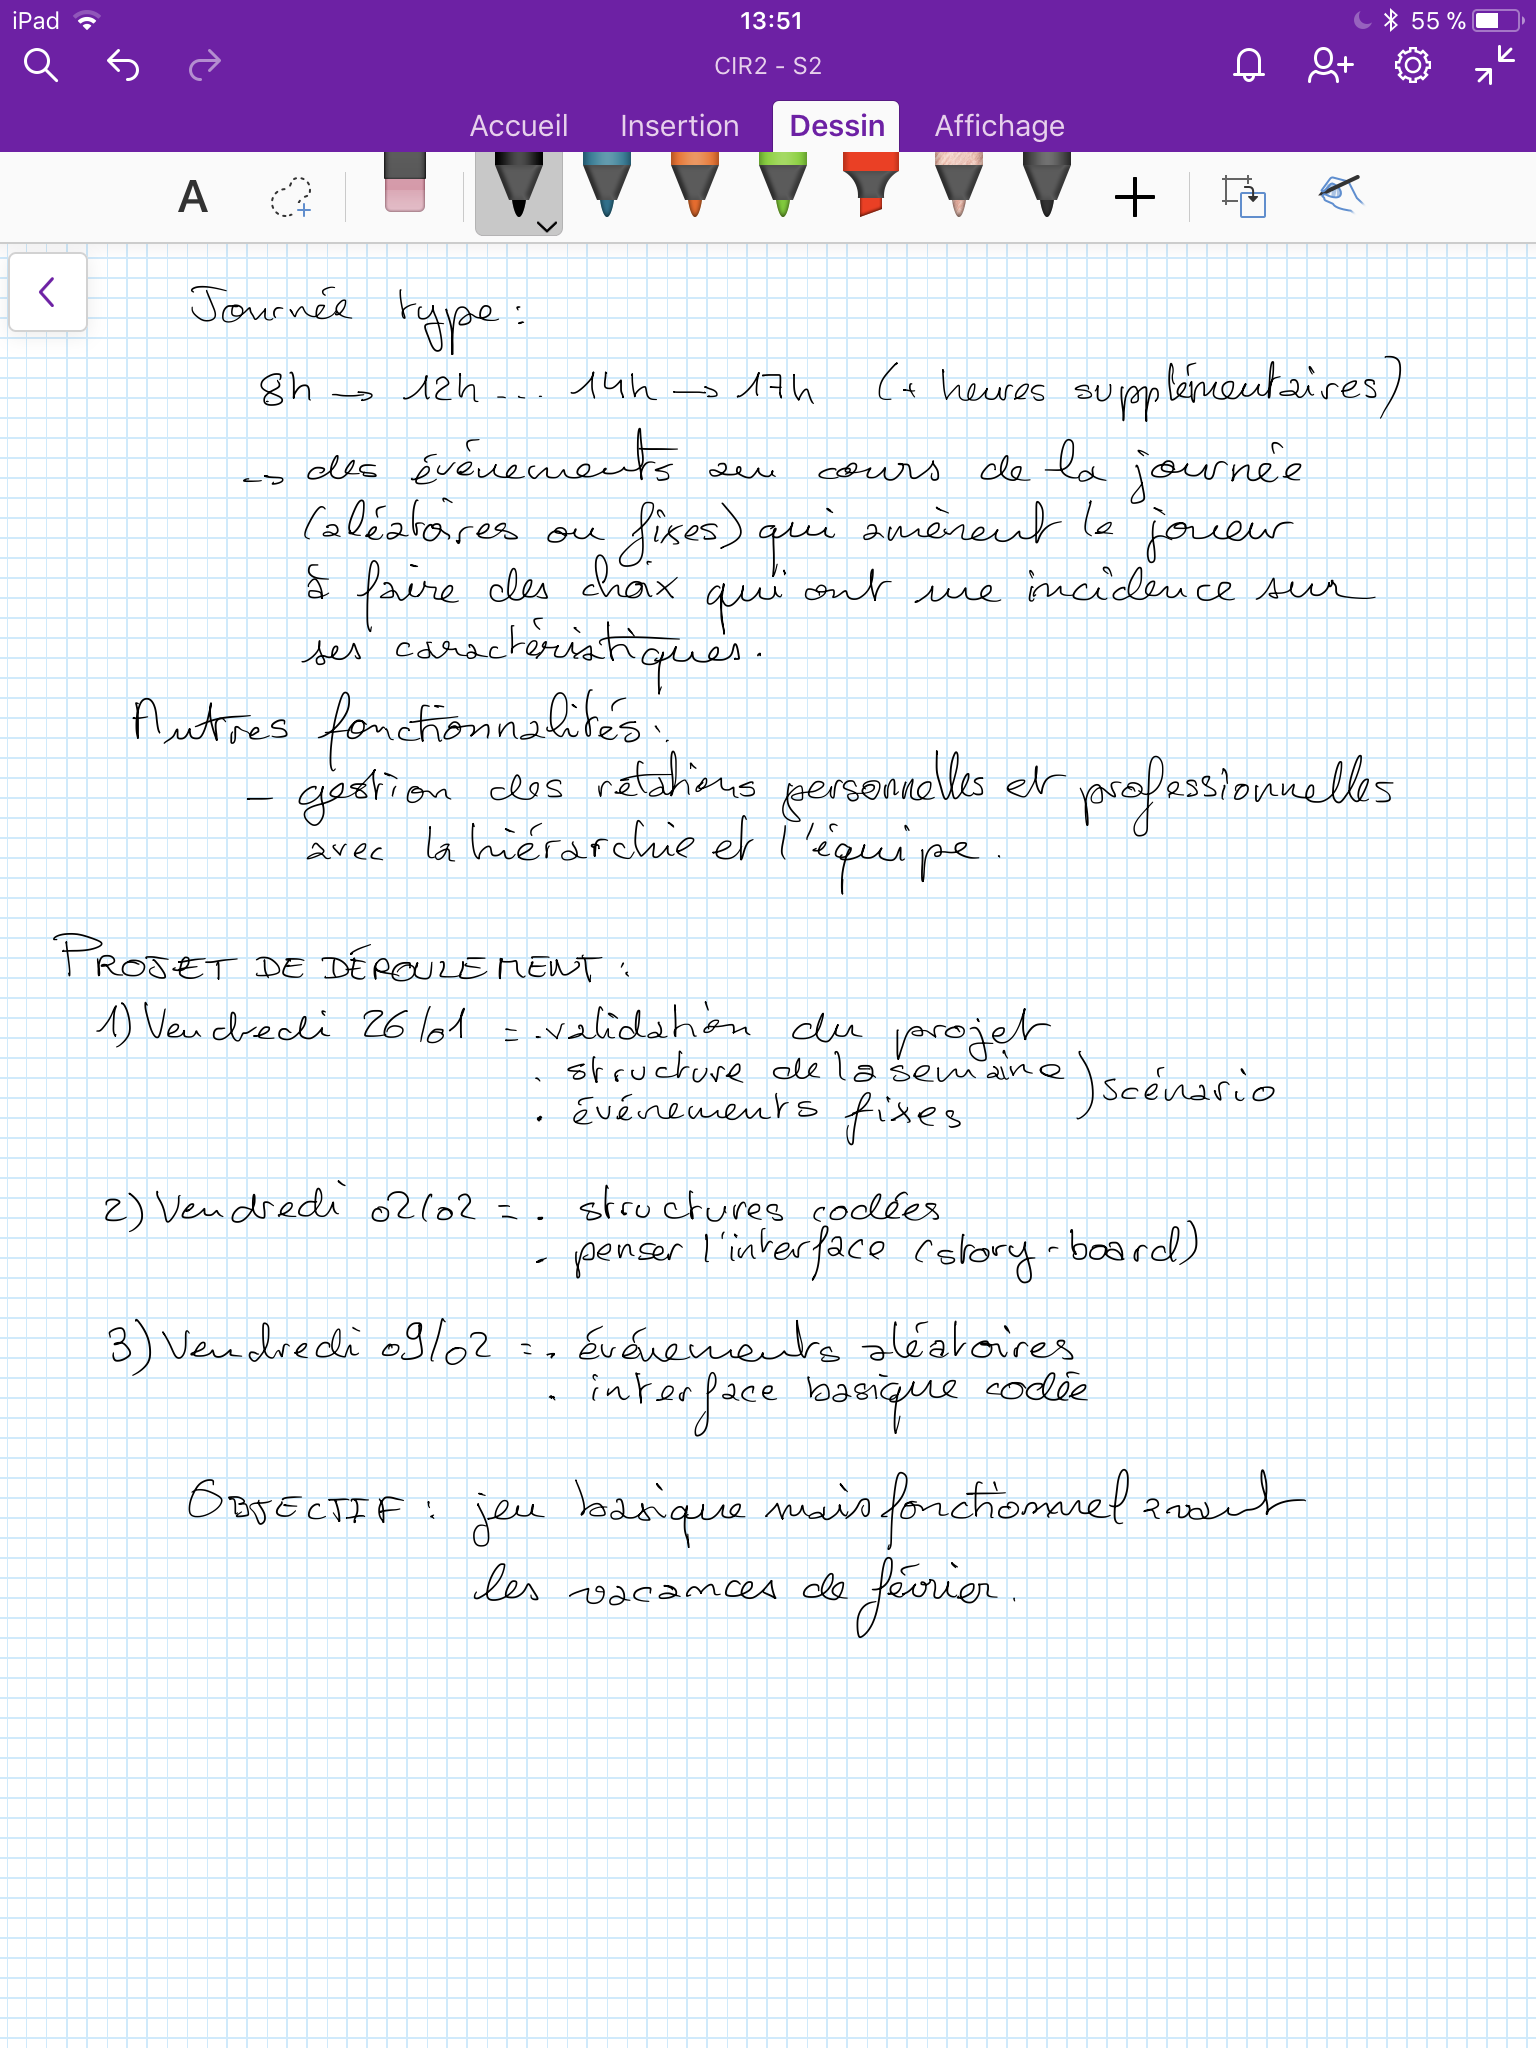 iPad 13:51 55 %
CIR2 - S2
Accueil Insertion Dessin Affichage
A
Journée type :
8h → 12h ... 14h → 17h (+ heures supplémentaires)
→ des événements au cours de la journée
(aléatoires ou fixes) qui amènent le joueur
à faire des choix qui ont une incidence sur
ses caractéristiques.
Autres fonctionnalités :
- gestion des relations personnelles et professionnelles
avec la hiérarchie et l'équipe.
PROJET DE DÉROULEMENT :
1) Vendredi 26/01 = . validation du projet
. structure de la semaine
. événements fixes ) scénario
2) Vendredi 02/02 = . structures codées
. penser l'interface (story-board)
3) Vendredi 09/02 = . événements aléatoires
. interface basique codée
OBJECTIF : jeu basique mais fonctionnel avant
les vacances de février.